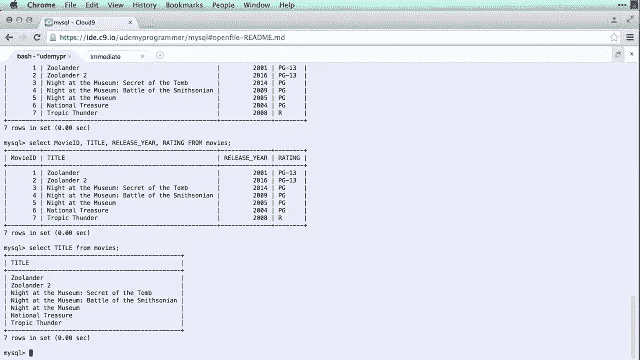 Chrome File Edit View History Bookmarks People Window Help
mysql - Cloud9
https://ide.c9.io/udemyprogrammer/mysql#openfile-README.md
bash - "udemypr Immediate
| 1 | Zoolander | 2001 | PG-13 |
| 2 | Zoolander 2 | 2016 | PG-13 |
| 3 | Night at the Museum: Secret of the Tomb | 2014 | PG |
| 4 | Night at the Museum: Battle of the Smithsonian | 2009 | PG |
| 5 | Night at the Museum | 2005 | PG |
| 6 | National Treasure | 2004 | PG |
| 7 | Tropic Thunder | 2008 | R |
7 rows in set (0.00 sec)
mysql> select MovieID, TITLE, RELEASE_YEAR, RATING FROM movies;
| MovieID | TITLE | RELEASE_YEAR | RATING |
| 1 | Zoolander | 2001 | PG-13 |
| 2 | Zoolander 2 | 2016 | PG-13 |
| 3 | Night at the Museum: Secret of the Tomb | 2014 | PG |
| 4 | Night at the Museum: Battle of the Smithsonian | 2009 | PG |
| 5 | Night at the Museum | 2005 | PG |
| 6 | National Treasure | 2004 | PG |
| 7 | Tropic Thunder | 2008 | R |
7 rows in set (0.00 sec)
mysql> select TITLE from movies;
| TITLE |
| Zoolander |
| Zoolander 2 |
| Night at the Museum: Secret of the Tomb |
| Night at the Museum: Battle of the Smithsonian |
| Night at the Museum |
| National Treasure |
| Tropic Thunder |
7 rows in set (0.00 sec)
mysql>